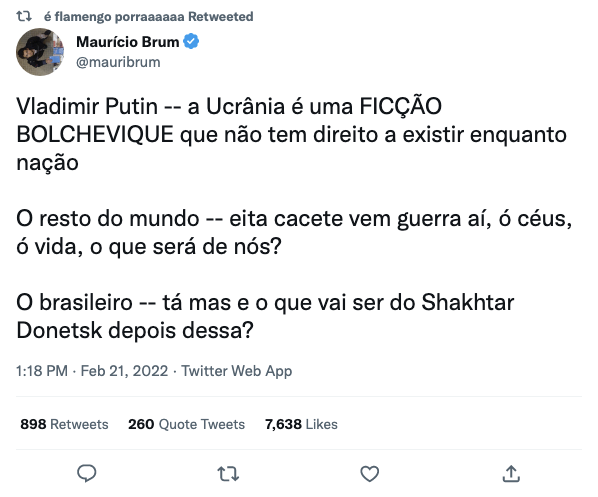 é flamengo porraaaaaa Retweeted
Maurício Brum
@mauribrum
Vladimir Putin -- a Ucrânia é uma FICÇÃO
BOLCHEVIQUE que não tem direito a existir enquanto
nação
O resto do mundo -- eita cacete vem guerra aí, ó céus,
ó vida, o que será de nós?
O brasileiro -- tá mas e o que vai ser do Shakhtar
Donetsk depois dessa?
1:18 PM · Feb 21, 2022 · Twitter Web App
898 Retweets 260 Quote Tweets 7,638 Likes